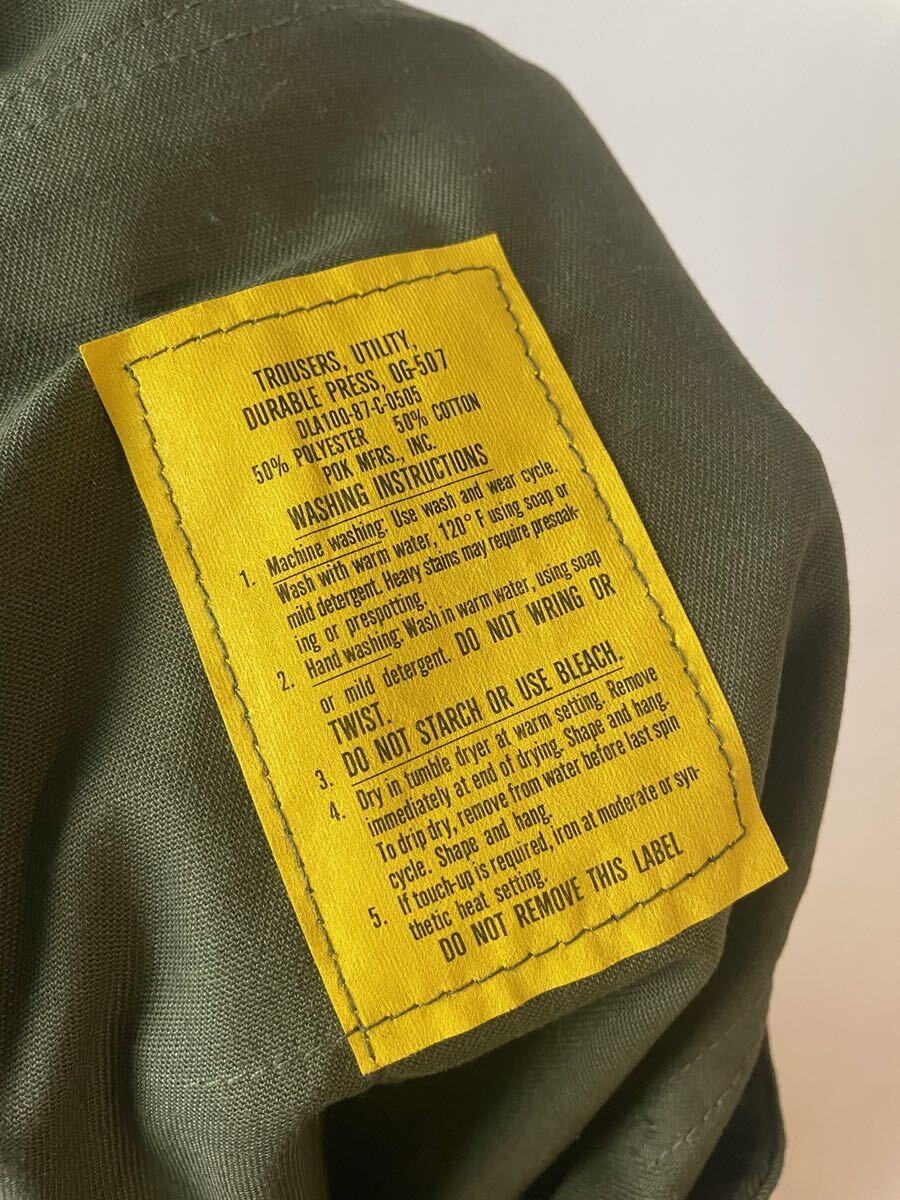 TROUSERS, UTILITY,
DURABLE PRESS, OG-507
DLA100-87-C-0505
50% POLYESTER 50% COTTON
POK MFRS., INC.
WASHING INSTRUCTIONS
1. Machine washing: Use wash and wear cycle.
Wash with warm water, 120° F using soap or
mild detergent. Heavy stains may require presoak-
ing or prespotting.
2. Hand washing: Wash in warm water, using soap
or mild detergent. DO NOT WRING OR
TWIST.
3. DO NOT STARCH OR USE BLEACH.
4. Dry in tumble dryer at warm setting. Remove
immediately at end of drying. Shape and hang.
To drip dry, remove from water before last spin
cycle. Shape and hang.
5. If touch-up is required, iron at moderate or syn-
thetic heat setting.
DO NOT REMOVE THIS LABEL